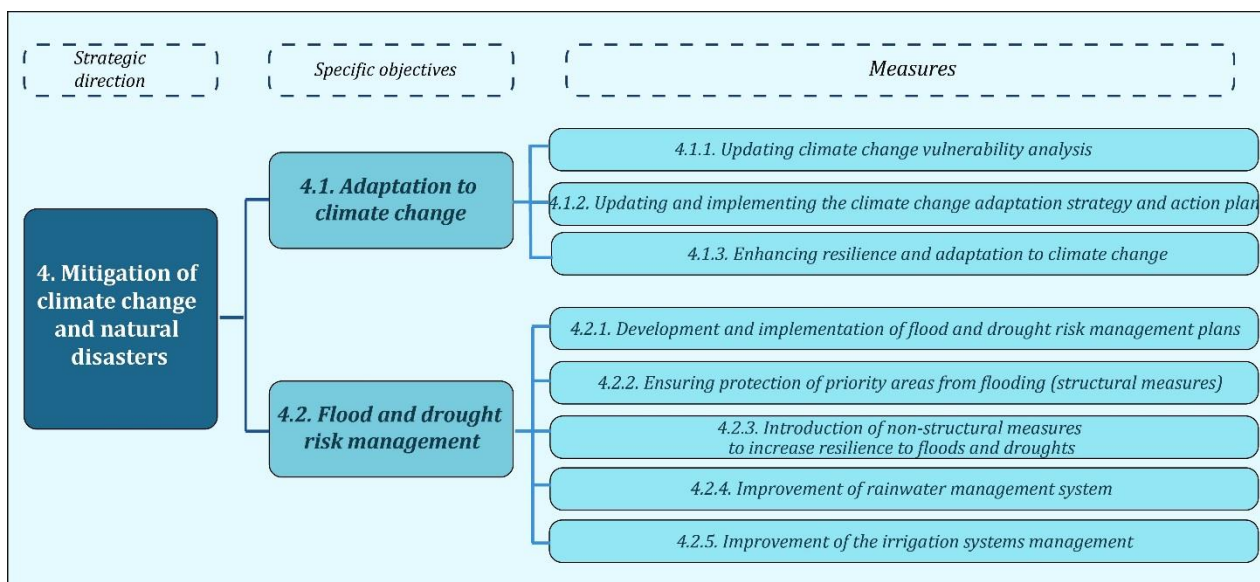 Strategic
direction
Specific objectives
Measures
4. Mitigation of
climate change
and natural
disasters
4.1. Adaptation to
climate change
4.1.1. Updating climate change vulnerability analysis
4.1.2. Updating and implementing the climate change adaptation strategy and action plan
4.1.3. Enhancing resilience and adaptation to climate change
4.2. Flood and drought
risk management
4.2.1. Development and implementation of flood and drought risk management plans
4.2.2. Ensuring protection of priority areas from flooding (structural measures)
4.2.3. Introduction of non-structural measures
to increase resilience to floods and droughts
4.2.4. Improvement of rainwater management system
4.2.5. Improvement of the irrigation systems management